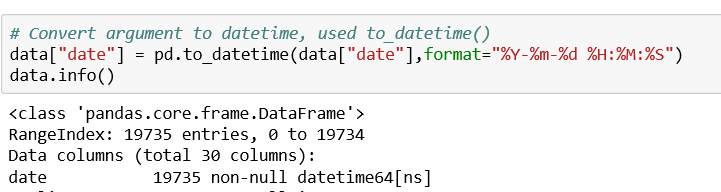 # Convert argument to datetime, used to_datetime()
data["date"] = pd.to_datetime(data["date"],format="%Y-%m-%d %H:%M:%S")
data.info()
<class 'pandas.core.frame.DataFrame'>
RangeIndex: 19735 entries, 0 to 19734
Data columns (total 30 columns):
date 19735 non-null datetime64[ns]